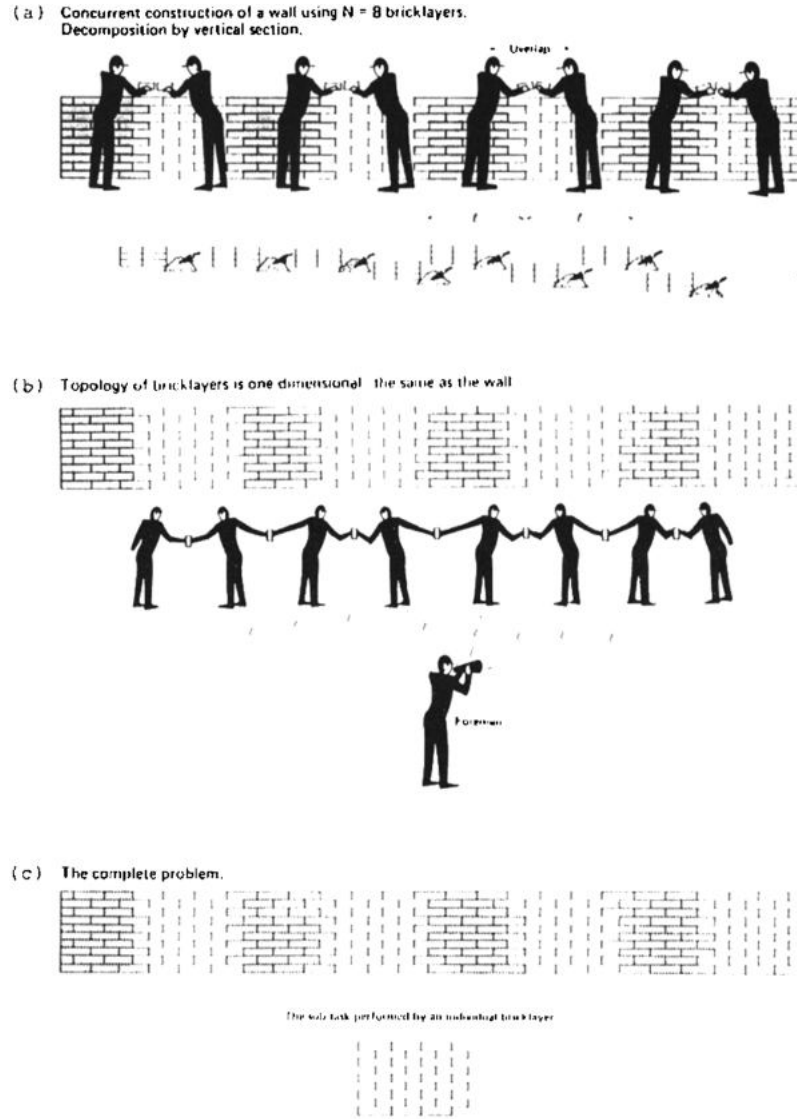 (a) Concurrent construction of a wall using N = 8 bricklayers.
Decomposition by vertical section.
Overlap
(b) Topology of bricklayers is one dimensional the same as the wall
Foreman
(c) The complete problem.
The sub task performed by an individual bricklayer